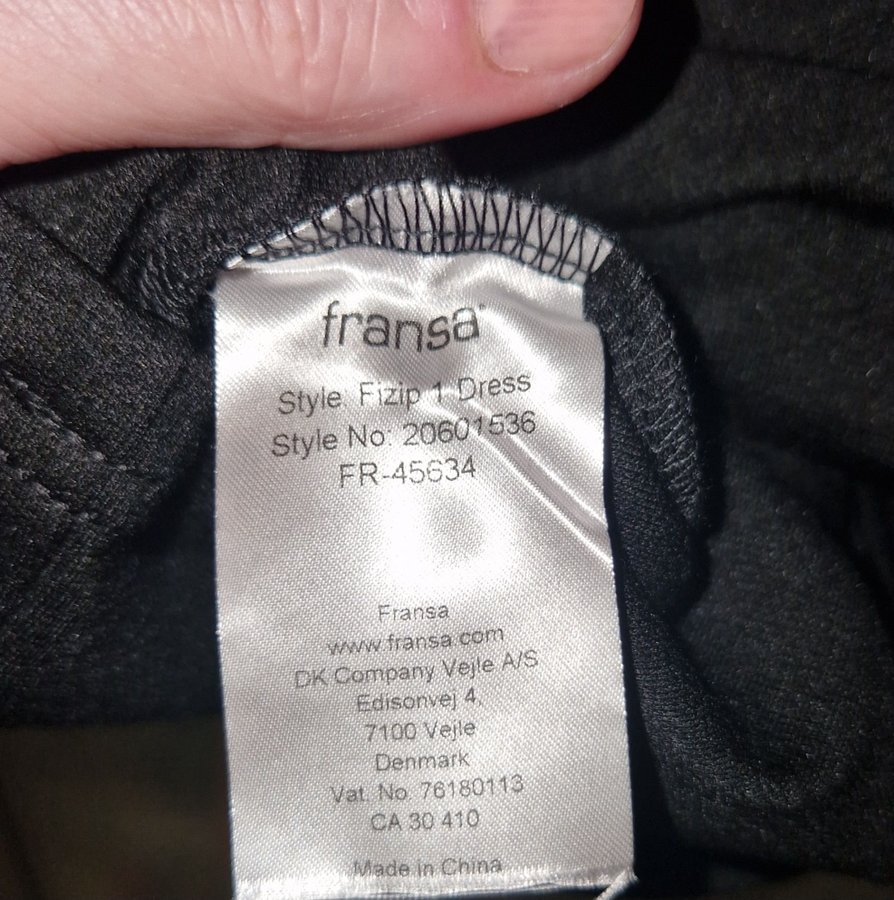 fransa
Style: Fizip 1 Dress
Style No: 20601536
FR-45634
Fransa
www.fransa.com
DK Company Vejle A/S
Edisonvej 4,
7100 Vejle
Denmark
Vat. No. 76180113
CA 30 410
Made in China